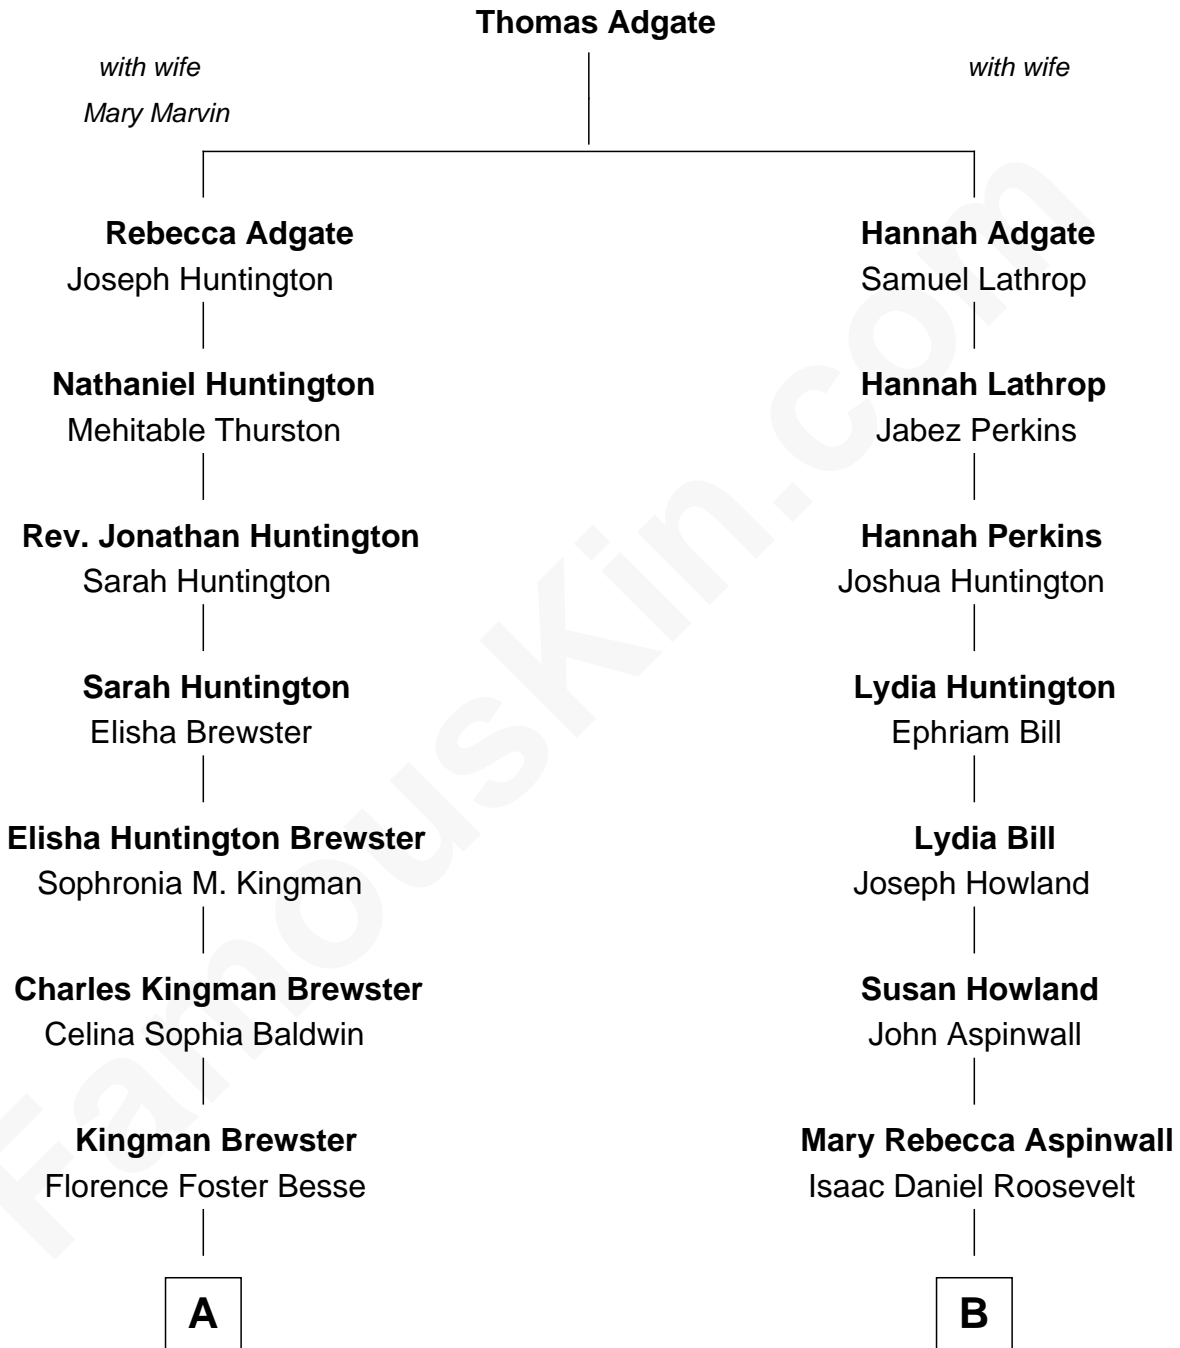 Thomas Adgate
with wife
Mary Marvin
with wife
Rebecca Adgate
Joseph Huntington
Hannah Adgate
Samuel Lathrop
Nathaniel Huntington
Mehitable Thurston
Hannah Lathrop
Jabez Perkins
Rev. Jonathan Huntington
Sarah Huntington
Hannah Perkins
Joshua Huntington
Sarah Huntington
Elisha Brewster
Lydia Huntington
Ephriam Bill
Elisha Huntington Brewster
Sophronia M. Kingman
Lydia Bill
Joseph Howland
Charles Kingman Brewster
Celina Sophia Baldwin
Susan Howland
John Aspinwall
Kingman Brewster
Florence Foster Besse
Mary Rebecca Aspinwall
Isaac Daniel Roosevelt
A
B
FamousKin.com